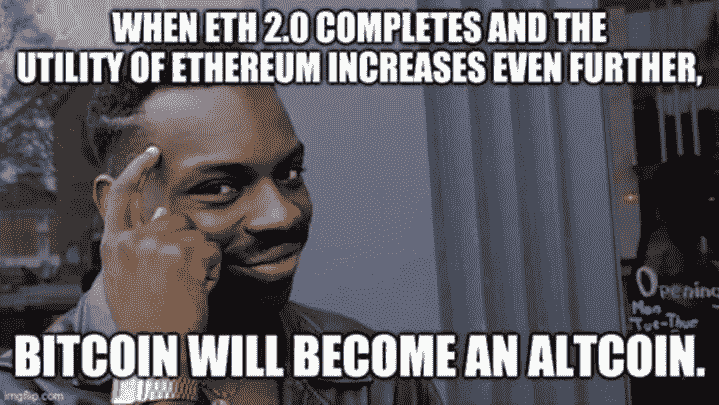 WHEN ETH 2.0 COMPLETES AND THE
UTILITY OF ETHEREUM INCREASES EVEN FURTHER,
Opening
Mon
Tue-Thur
BITCOIN WILL BECOME AN ALTCOIN.
imgflip.com